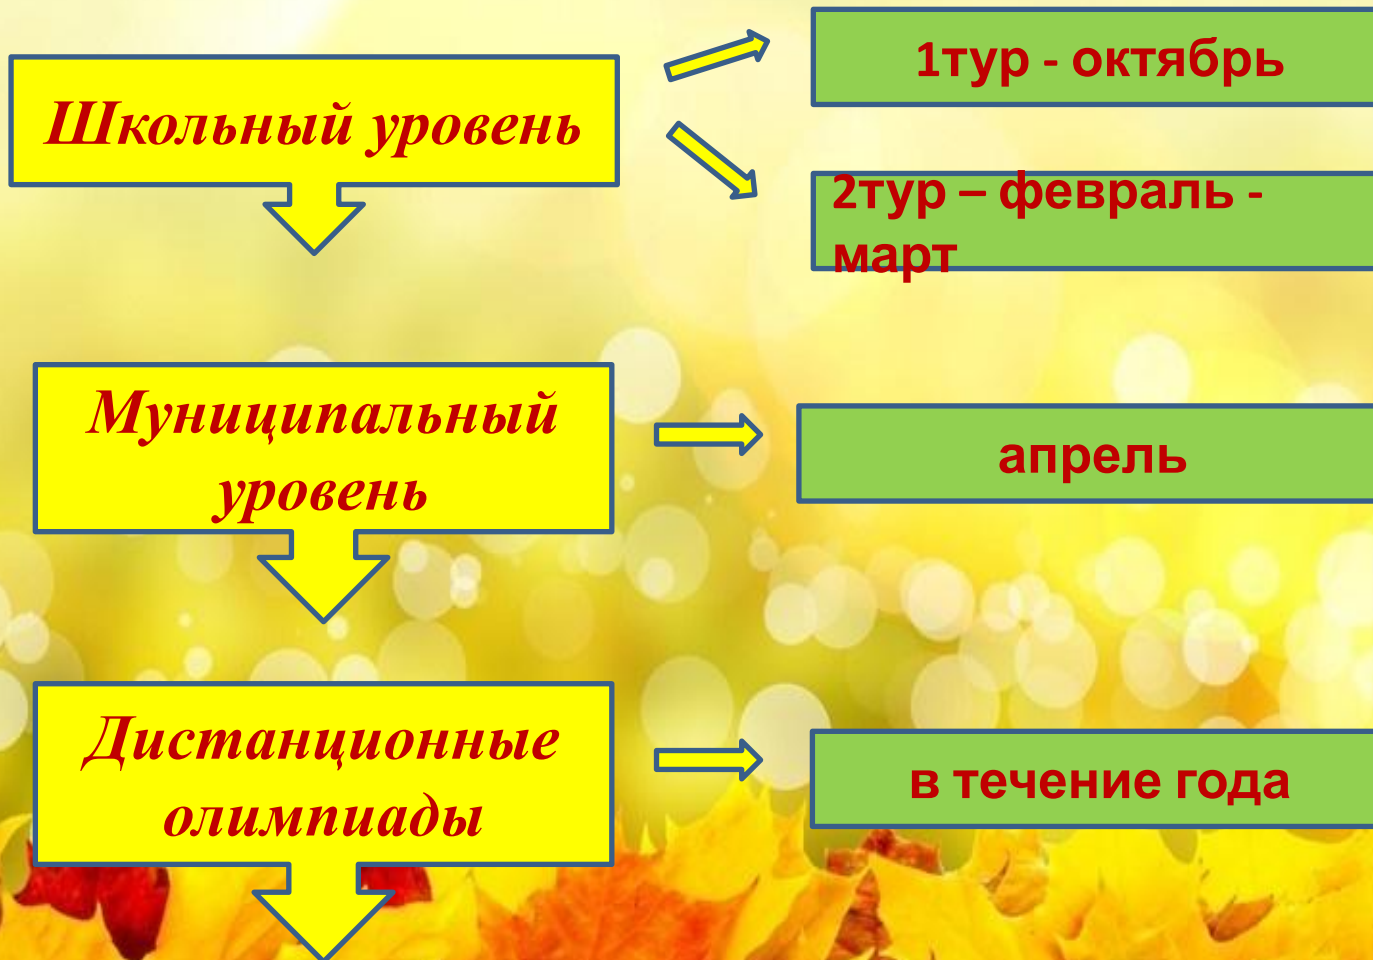 Школьный уровень
1тур - октябрь
2тур – февраль -
март
Муниципальный
уровень
апрель
Дистанционные
олимпиады
в течение года